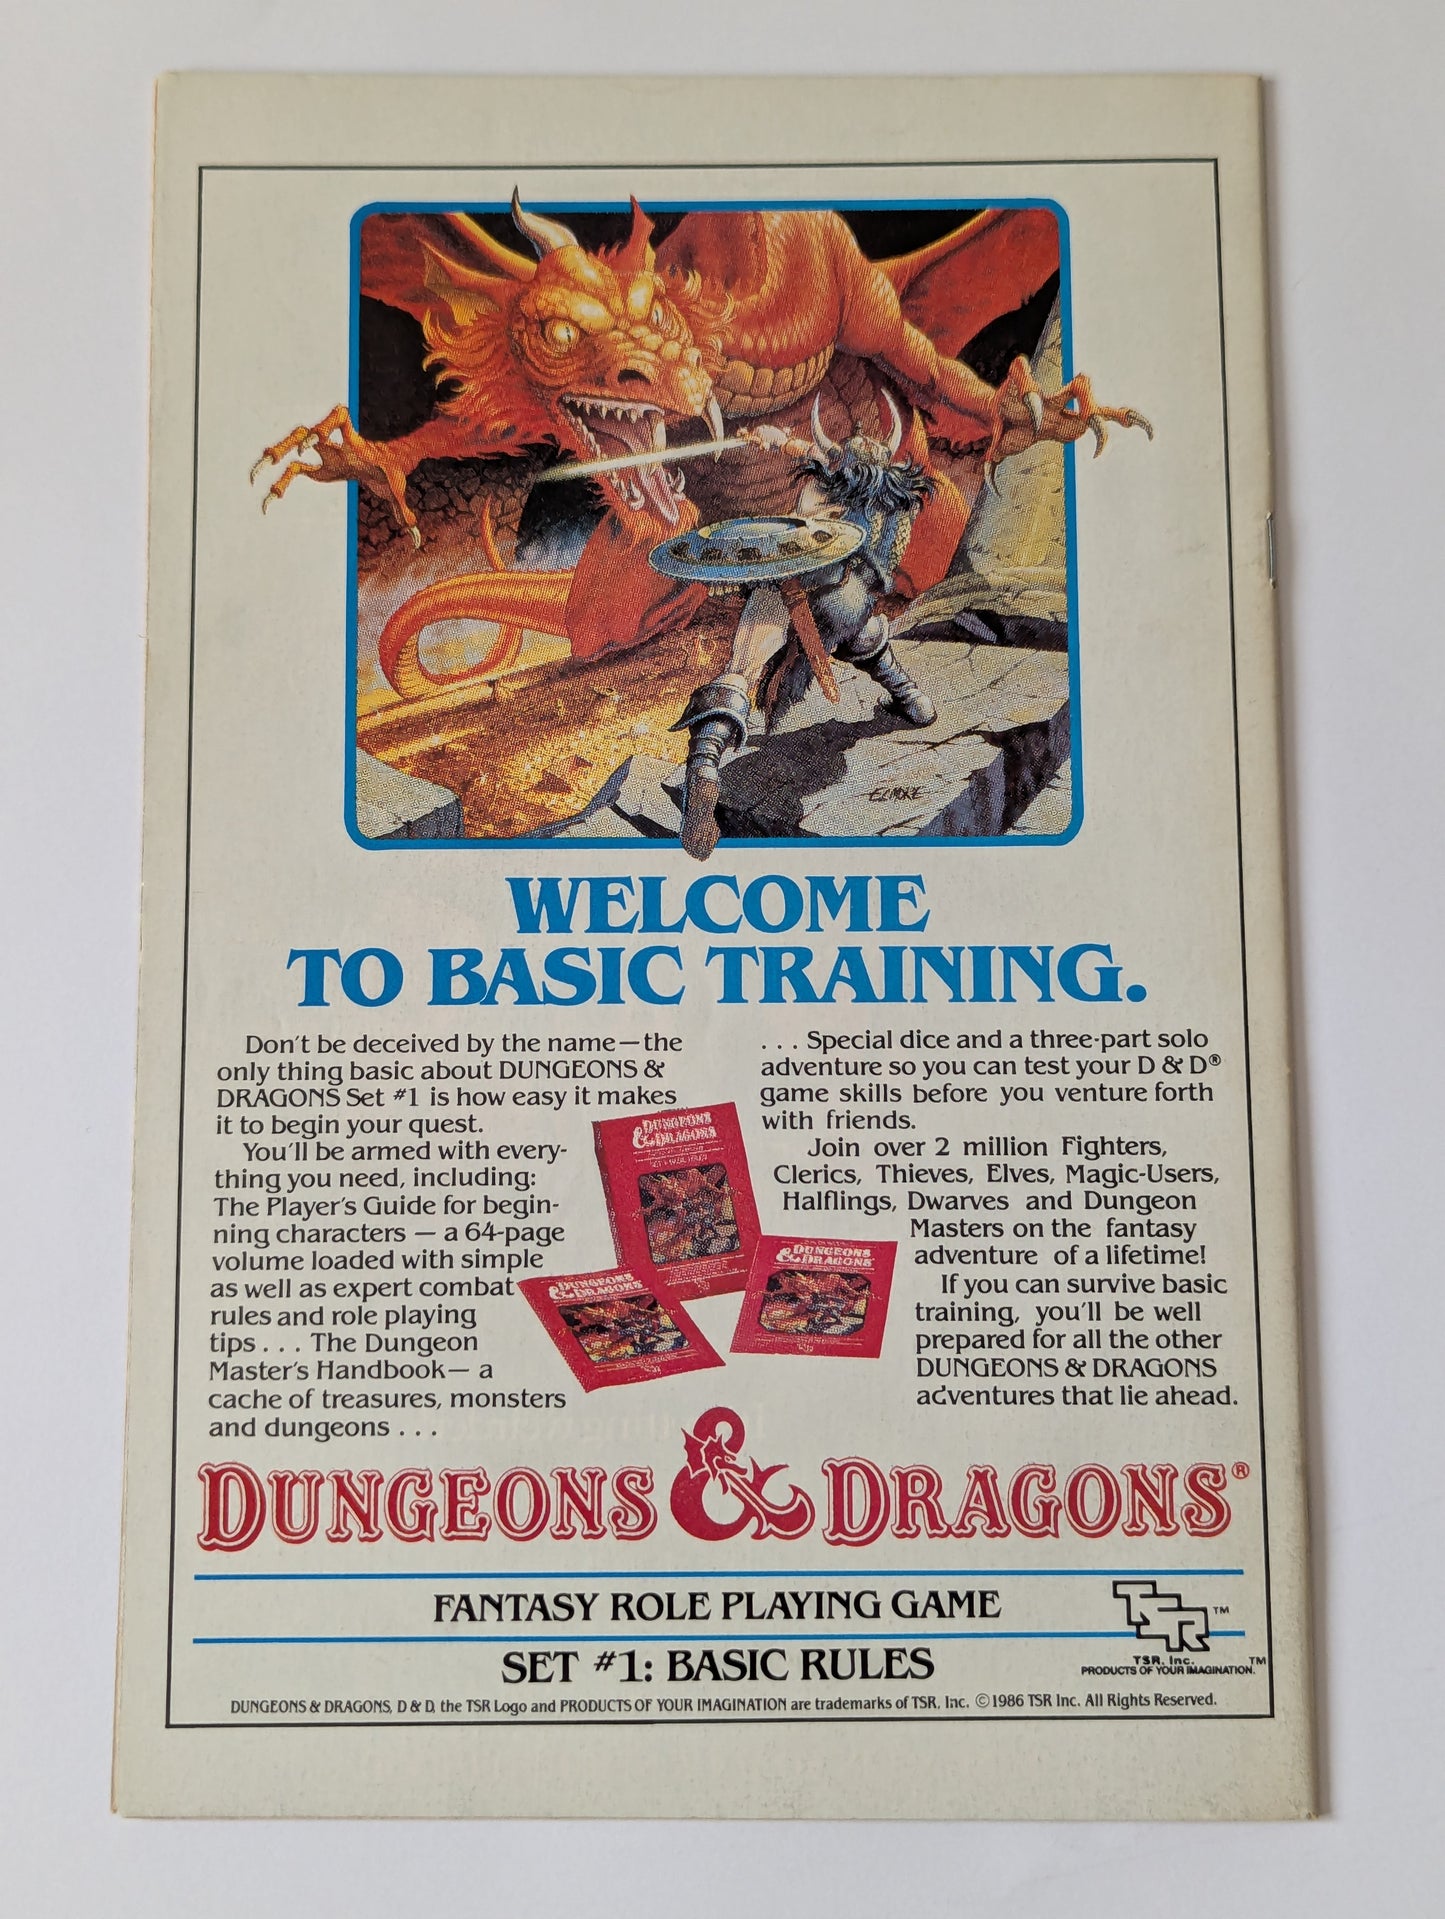 ELMORE
WELCOME
TO BASIC TRAINING.
Don't be deceived by the name—the
only thing basic about DUNGEONS &
DRAGONS Set #1 is how easy it makes
it to begin your quest.
You'll be armed with every-
thing you need, including:
The Player's Guide for begin-
ning characters — a 64-page
volume loaded with simple
as well as expert combat
rules and role playing
tips . . . The Dungeon
Master's Handbook— a
cache of treasures, monsters
and dungeons . . .
. . . Special dice and a three-part solo
adventure so you can test your D & D®
game skills before you venture forth
with friends.
Join over 2 million Fighters,
Clerics, Thieves, Elves, Magic-Users,
Halflings, Dwarves and Dungeon
Masters on the fantasy
adventure of a lifetime!
If you can survive basic
training, you'll be well
prepared for all the other
DUNGEONS & DRAGONS
adventures that lie ahead.
DUNGEONS
& DRAGONS
DUNGEONS
& DRAGONS
DUNGEONS
& DRAGONS
DUNGEONS & DRAGONS®
FANTASY ROLE PLAYING GAME
SET #1: BASIC RULES
TSR™
TSR, Inc.
PRODUCTS OF YOUR IMAGINATION.™
DUNGEONS & DRAGONS, D & D, the TSR Logo and PRODUCTS OF YOUR IMAGINATION are trademarks of TSR, Inc. ©1986 TSR Inc. All Rights Reserved.